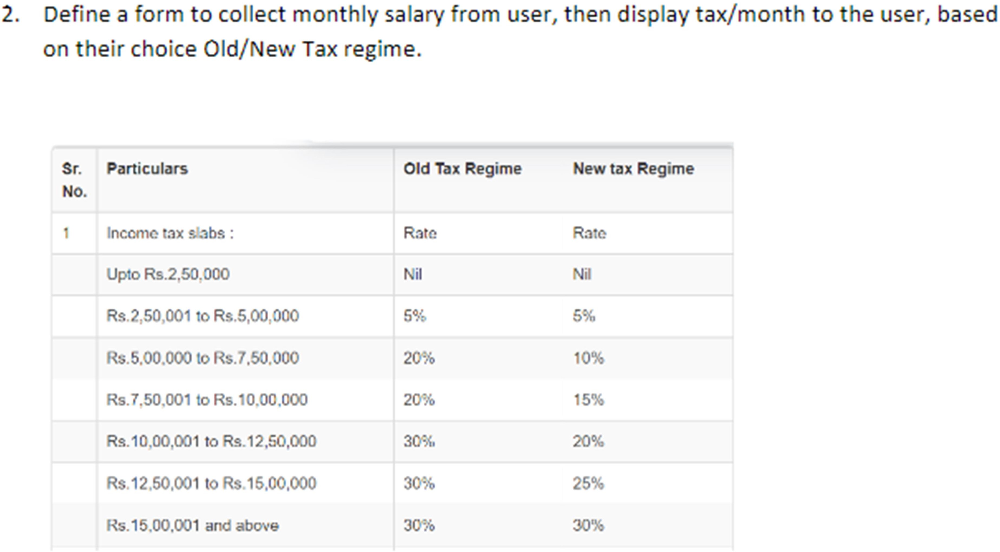 2. Define a form to collect monthly salary from user, then display tax/month to the user, based
on their choice Old/New Tax regime.
Sr. Particulars Old Tax Regime New tax Regime
No.
1 Income tax slabs : Rate Rate
Upto Rs.2,50,000 Nil Nil
Rs.2,50,001 to Rs.5,00,000 5% 5%
Rs.5,00,000 to Rs.7,50,000 20% 10%
Rs.7,50,001 to Rs.10,00,000 20% 15%
Rs.10,00,001 to Rs.12,50,000 30% 20%
Rs.12,50,001 to Rs.15,00,000 30% 25%
Rs.15,00,001 and above 30% 30%